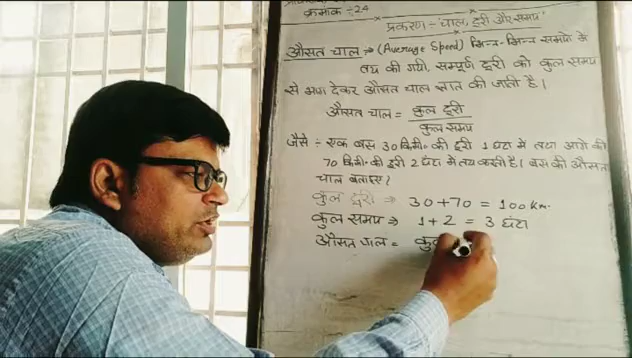 क्रमांक ÷ 24
प्रकरण ÷ चाल, दूरी और समय
औसत चाल → (Average Speed) भिन्न-भिन्न समयो में
तय की गयी, सम्पूर्ण दूरी को कुल समय
से भाग देकर औसत चाल ज्ञात की जाती है।
औसत चाल = कुल दूरी
कुल समय
जैसे ÷ एक बस 30 किमी॰ की दूरी 1 घंटा में तथा आगे की
70 किमी॰ की दूरी 2 घंटा में तय करती है। बस की औसत
चाल बताइए?
कुल दूरी ⇒ 30 + 70 = 100 km.
कुल समय ⇒ 1 + 2 = 3 घंटा
औसत चाल =